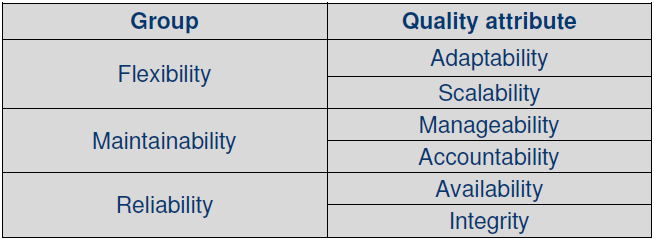 Group Quality attribute
Flexibility Adaptability
Scalability
Maintainability Manageability
Accountability
Reliability Availability
Integrity